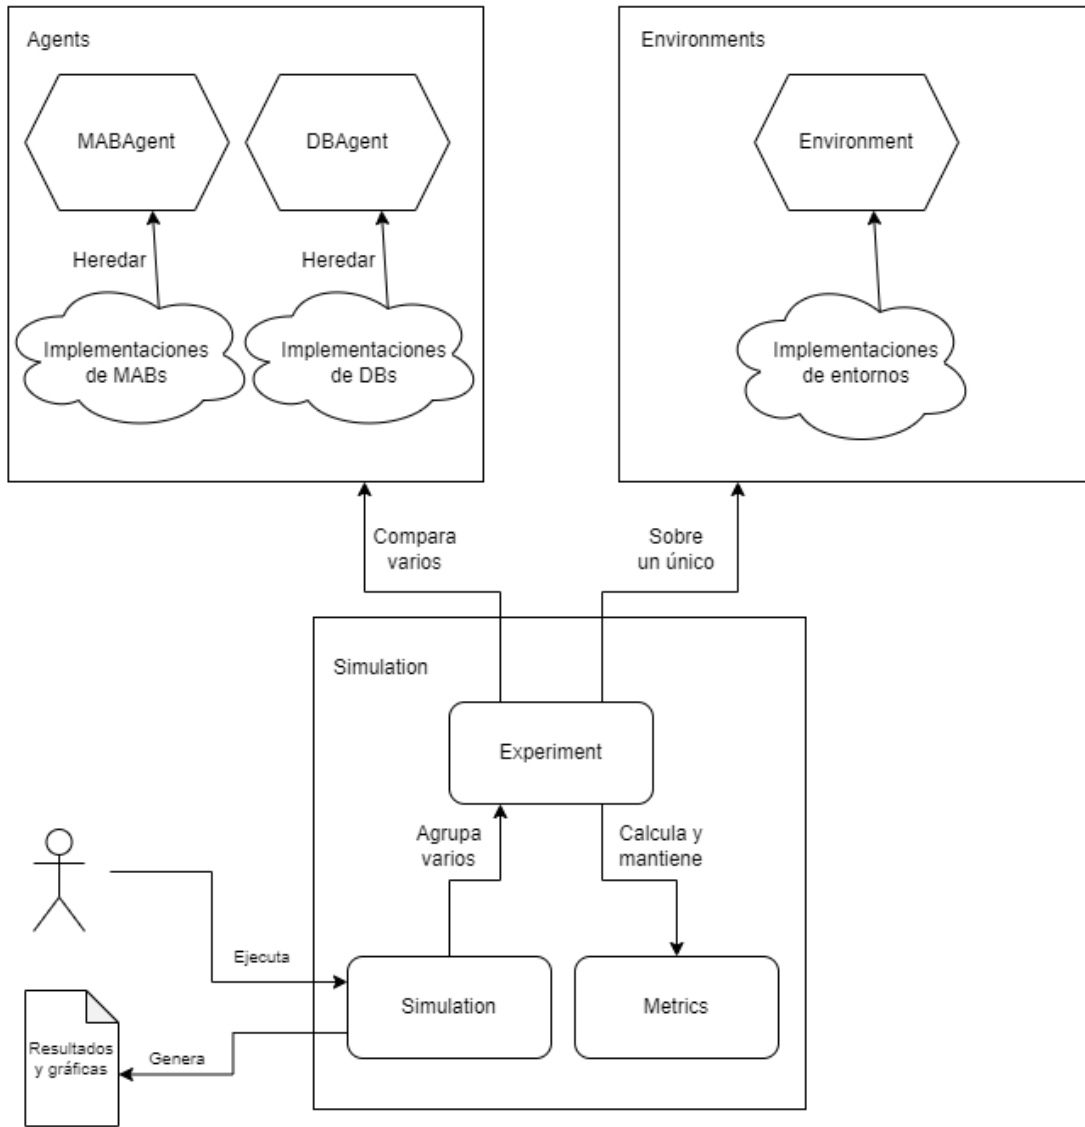 Agents
Environments
MABAgent
DBAgent
Environment
Heredar
Heredar
Implementaciones
de MABs
Implementaciones
de DBs
Implementaciones
de entornos
Compara
varios
Sobre
un único
Simulation
Experiment
Agrupa
varios
Calcula y
mantiene
Ejecuta
Simulation
Metrics
Resultados
y gráficas
Genera